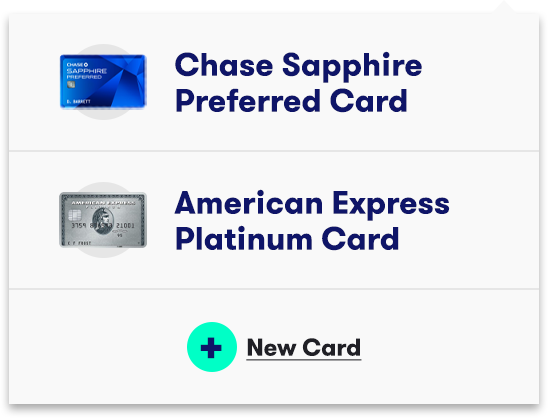 CHASE
SAPPHIRE
PREFERRED
D. BARRETT
Chase Sapphire
Preferred Card
AMERICAN EXPRESS
3759 21001
C F FROST
American Express
Platinum Card
New Card